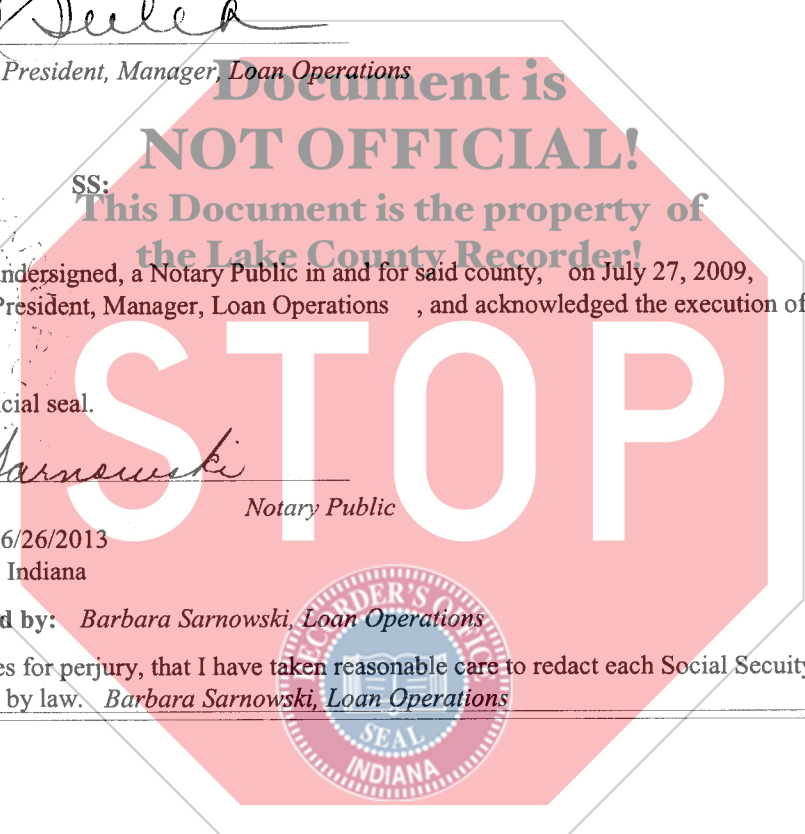 President, Manager, Loan Operations
Document is
NOT OFFICIAL!
SS:
This Document is the property of
the Lake County Recorder!
ndersigned, a Notary Public in and for said county, on July 27, 2009,
President, Manager, Loan Operations , and acknowledged the execution of
STOP
cial seal.
arnowski
Notary Public
6/26/2013
Indiana
d by: Barbara Sarnowski, Loan Operations
es for perjury, that I have taken reasonable care to redact each Social Secuity
by law. Barbara Sarnowski, Loan Operations
RECORDER'S OFFICE
SEAL
INDIANA